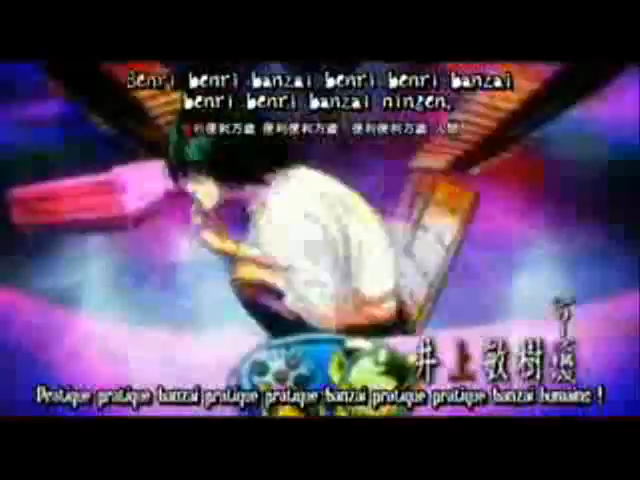 Benri benri banzai benri benri banzai
benri benri banzai ningen,
利便利万歳 便利便利万歳 便利便利万歳 人間
井上敏樹
Pratique pratique banzai pratique pratique banzai pratique pratique banzai humains !